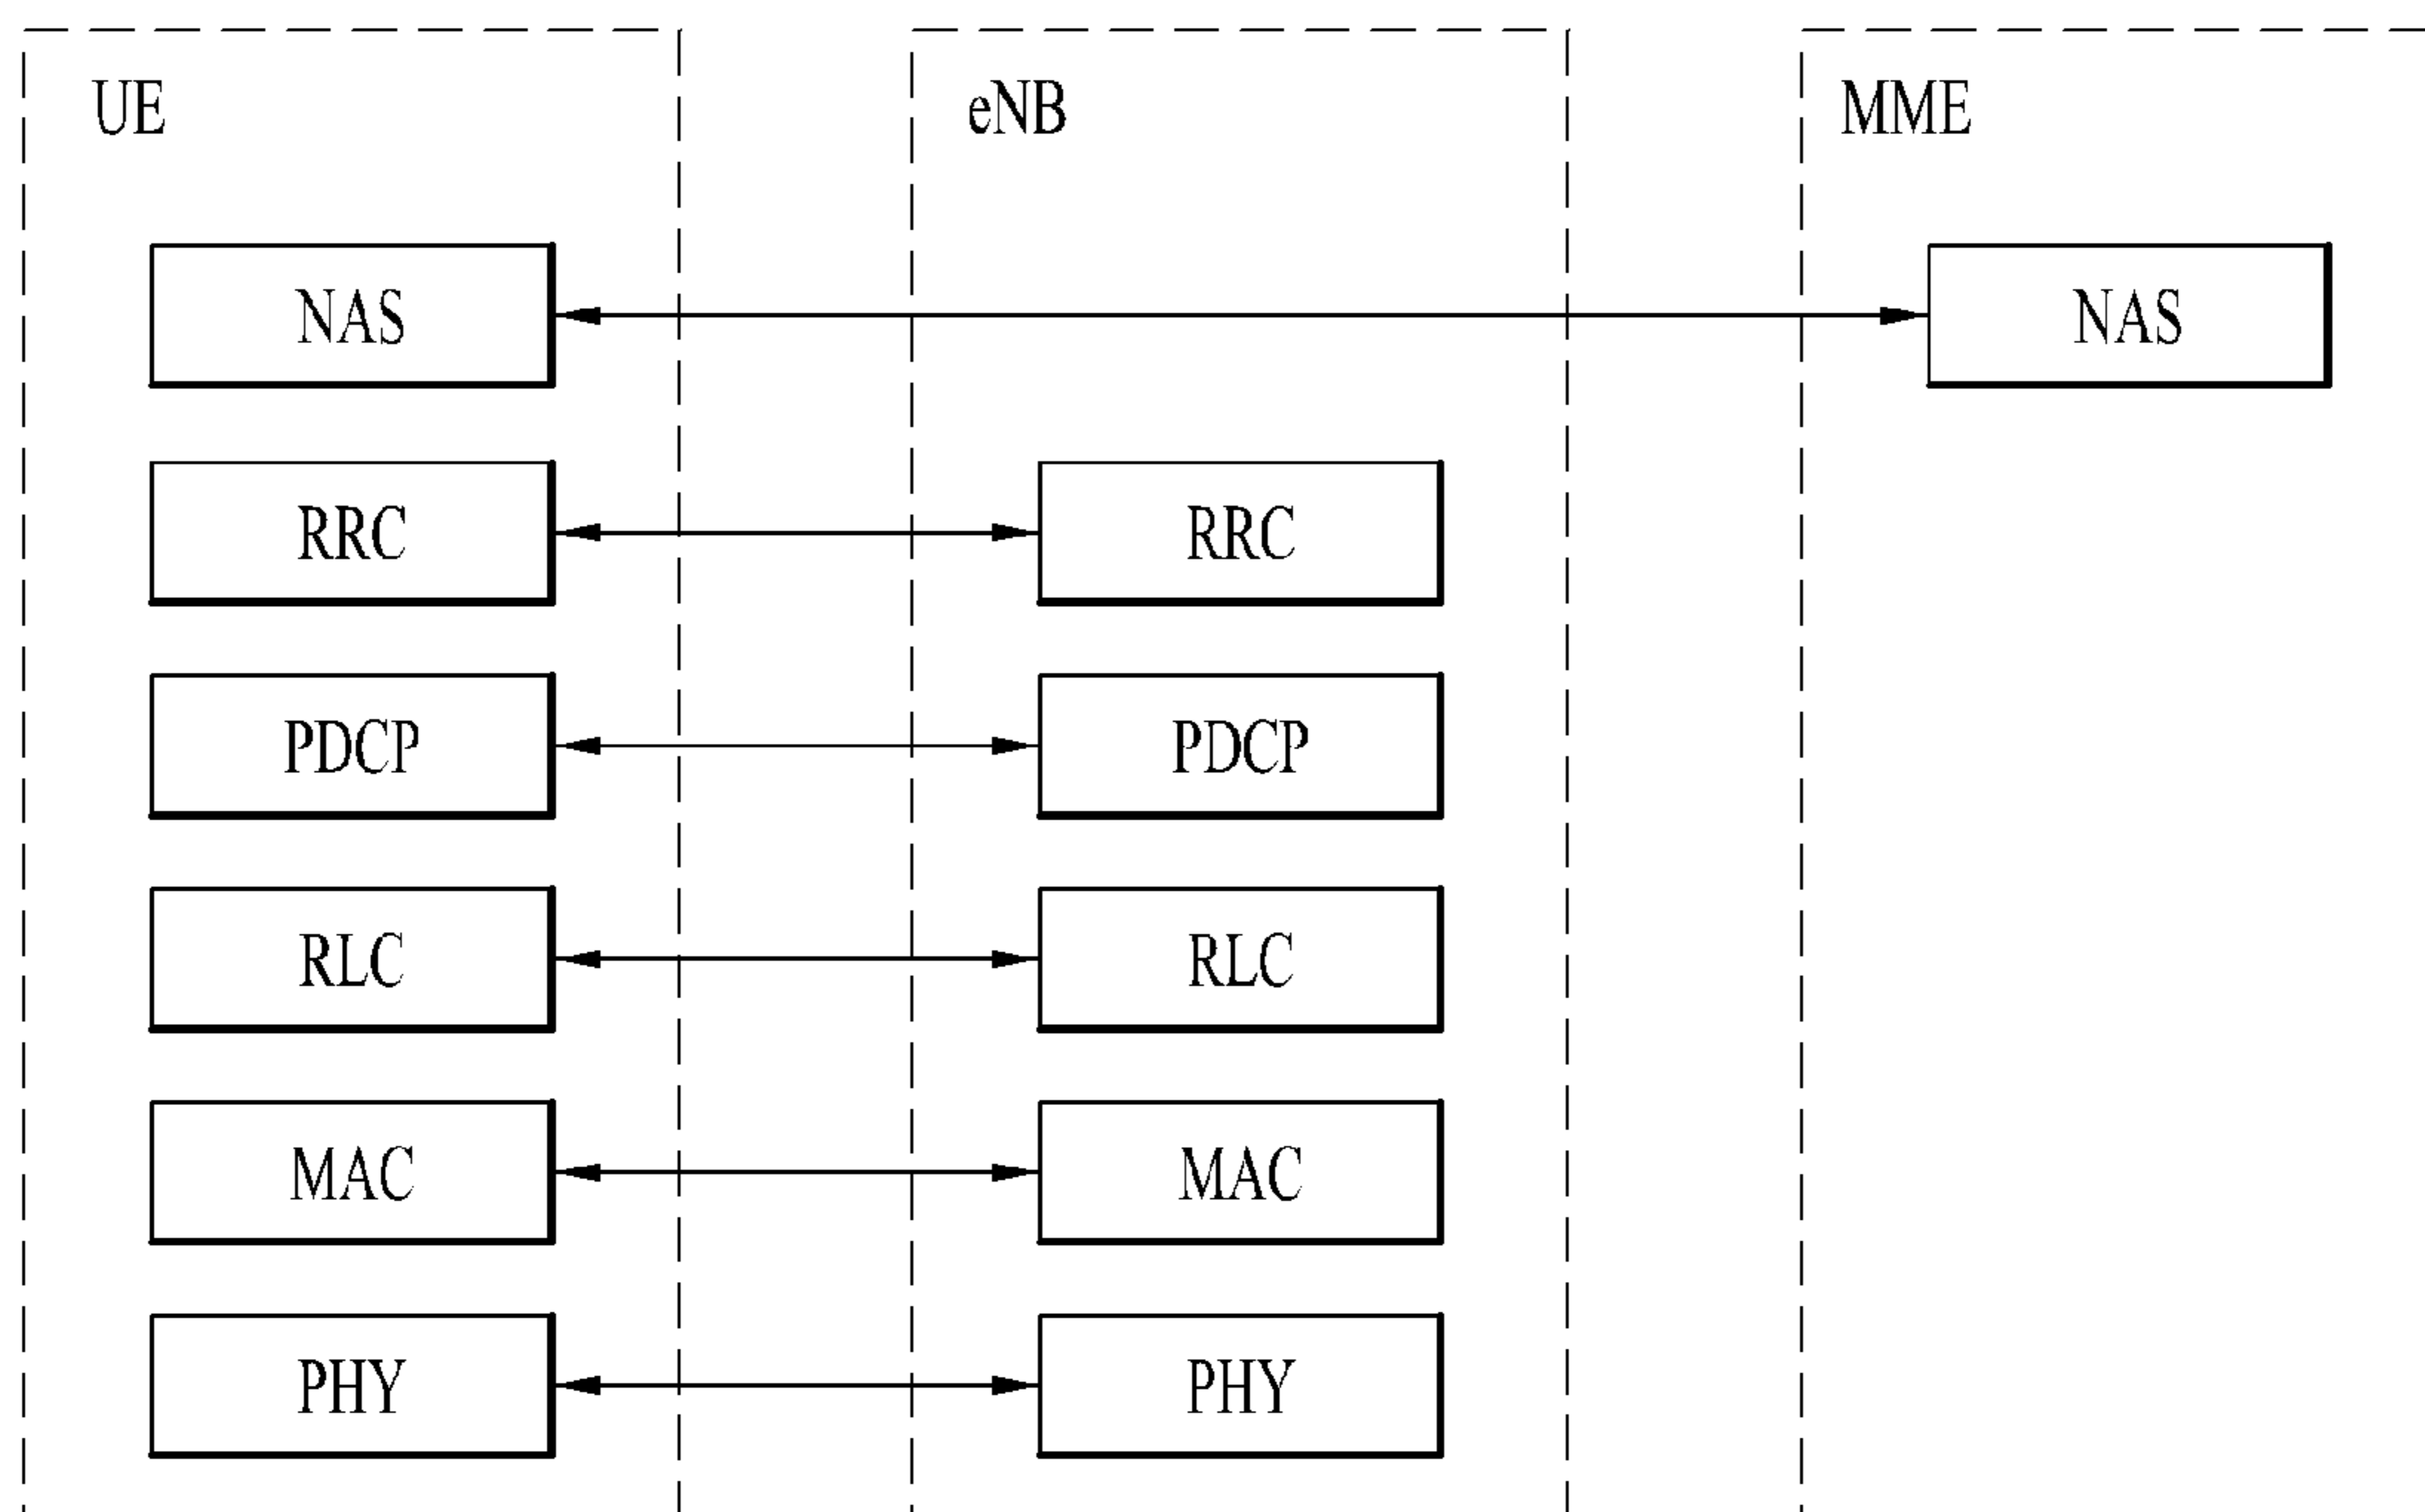 UE
eNB
MME
NAS
NAS
RRC
RRC
PDCP
PDCP
RLC
RLC
MAC
MAC
PHY
PHY